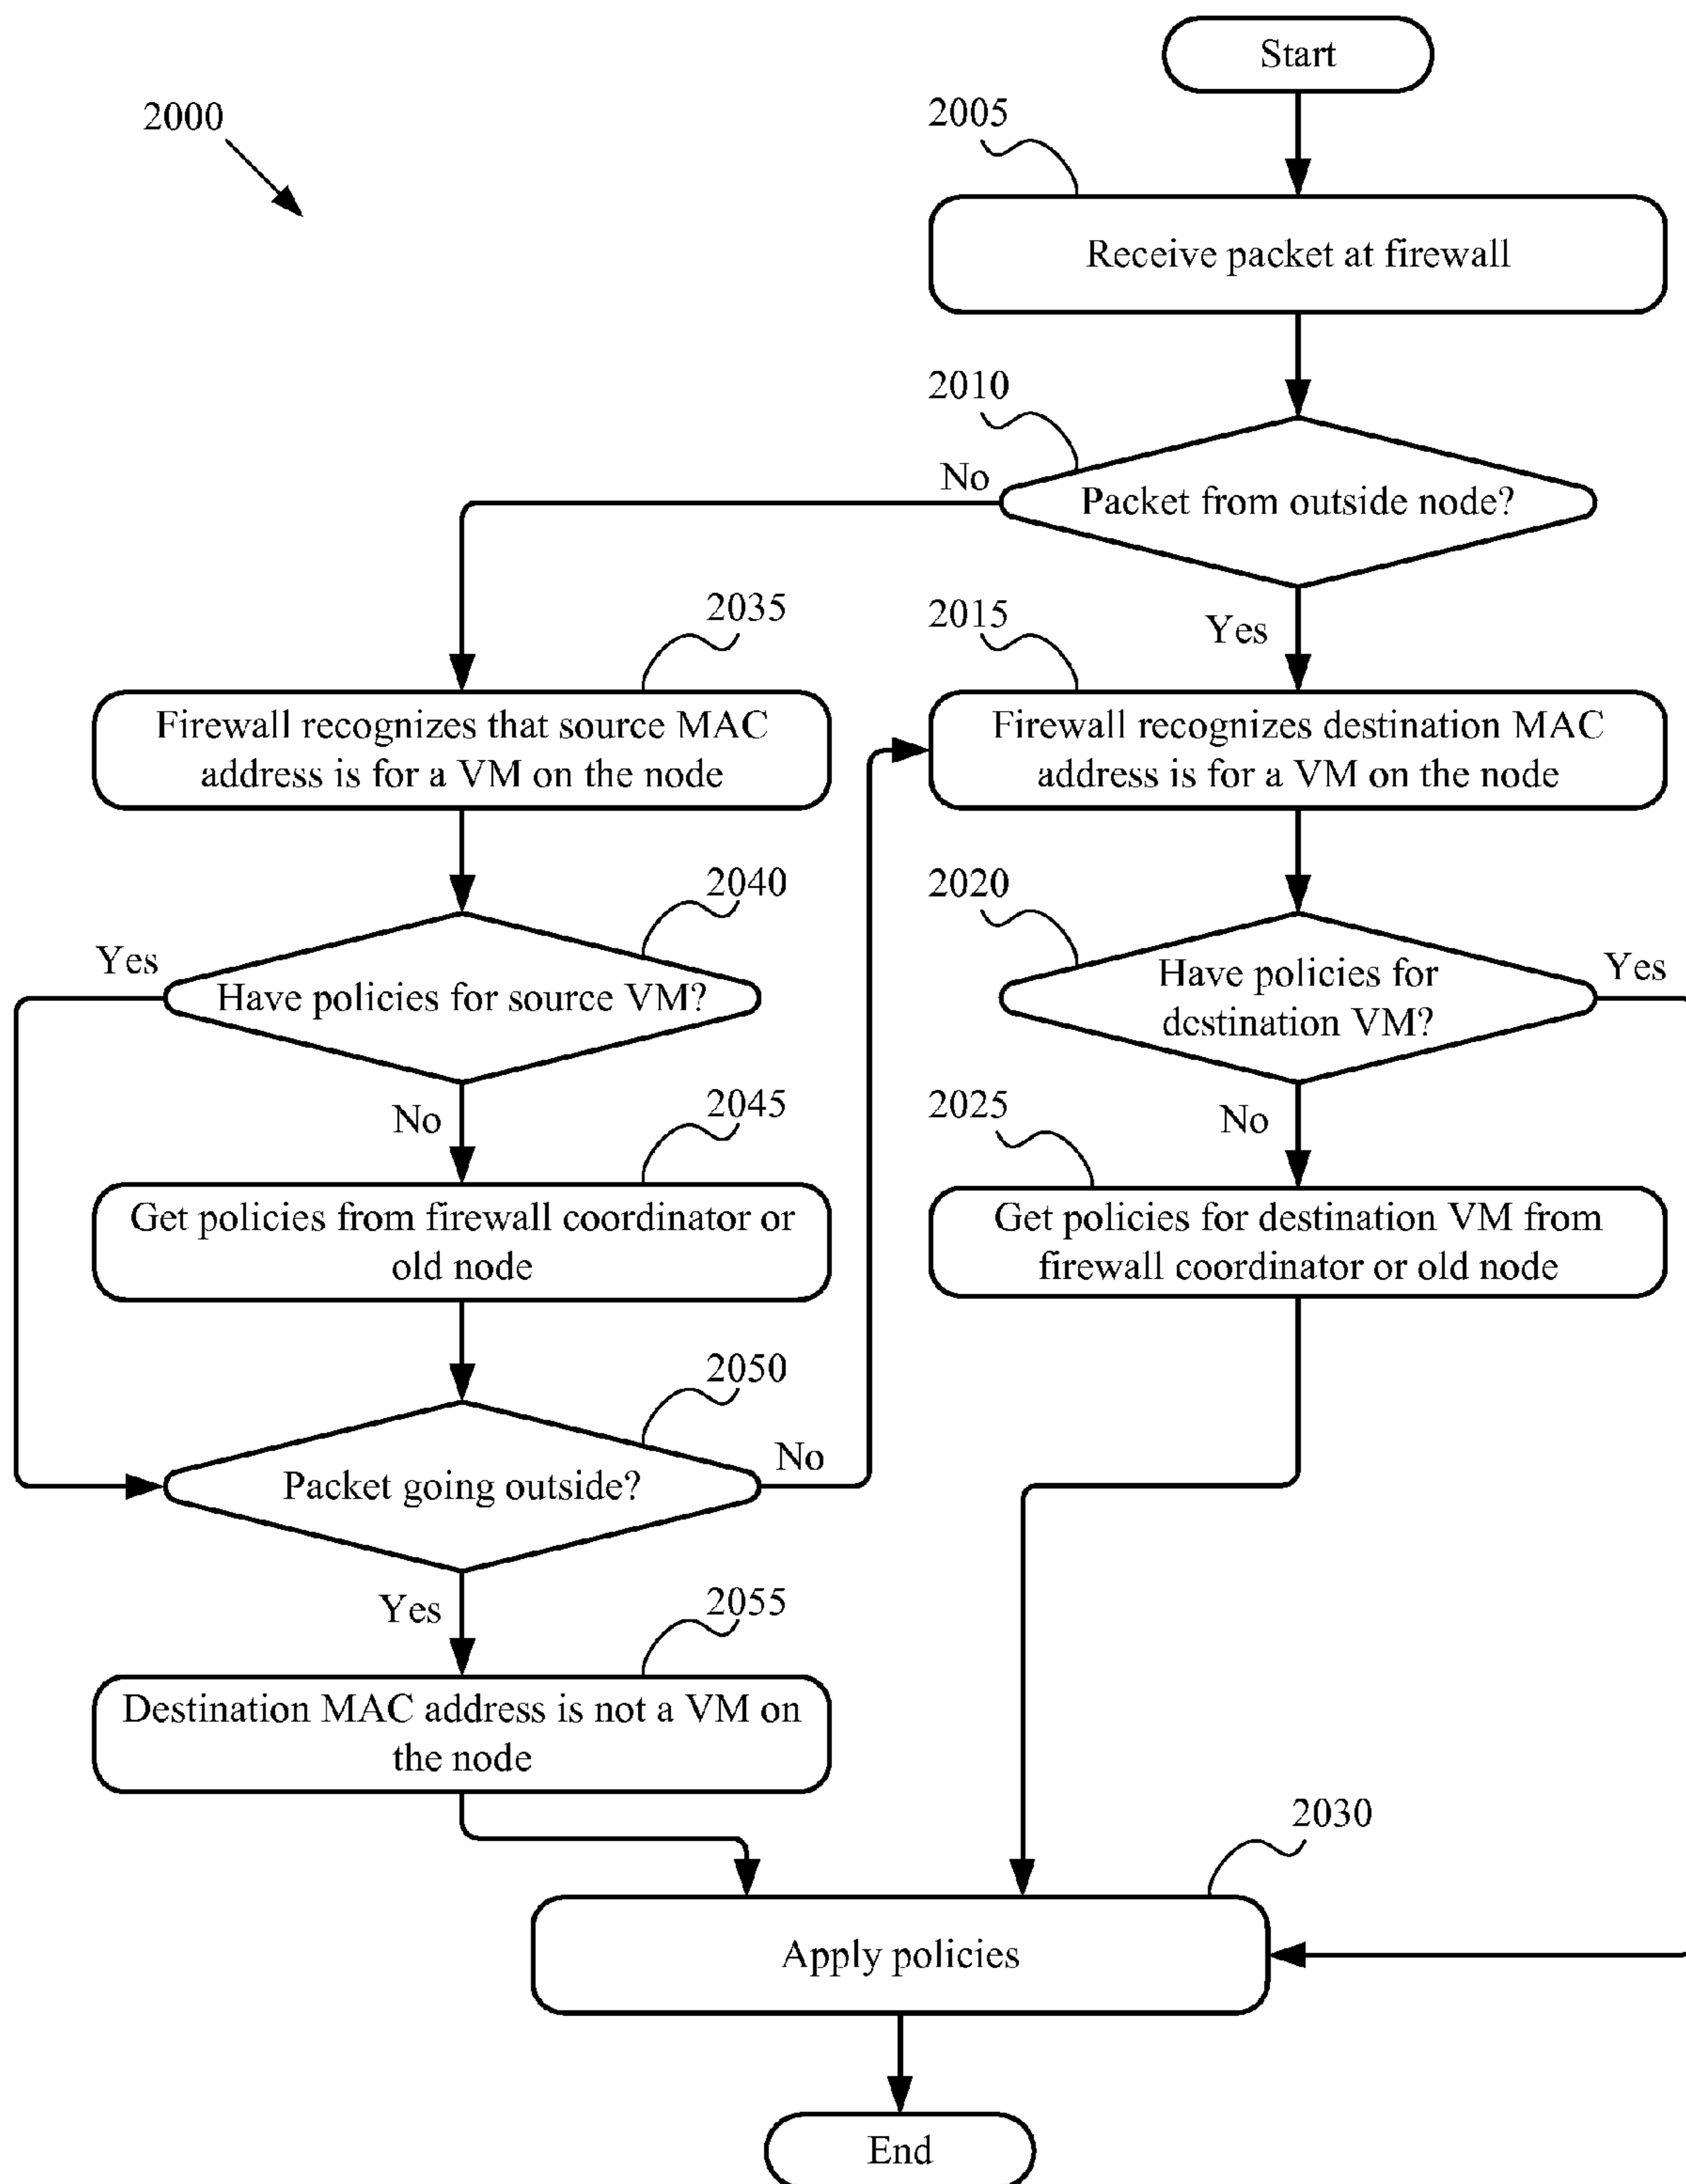 Start
2000
2005
Receive packet at firewall
2010
No
Packet from outside node?
Yes
2035
2015
Firewall recognizes that source MAC
address is for a VM on the node
Firewall recognizes destination MAC
address is for a VM on the node
2040
2020
Yes
Have policies for source VM?
Have policies for
destination VM?
Yes
No
2045
2025
No
Get policies from firewall coordinator or
old node
Get policies for destination VM from
firewall coordinator or old node
2050
Packet going outside?
No
Yes
2055
Destination MAC address is not a VM on
the node
2030
Apply policies
End